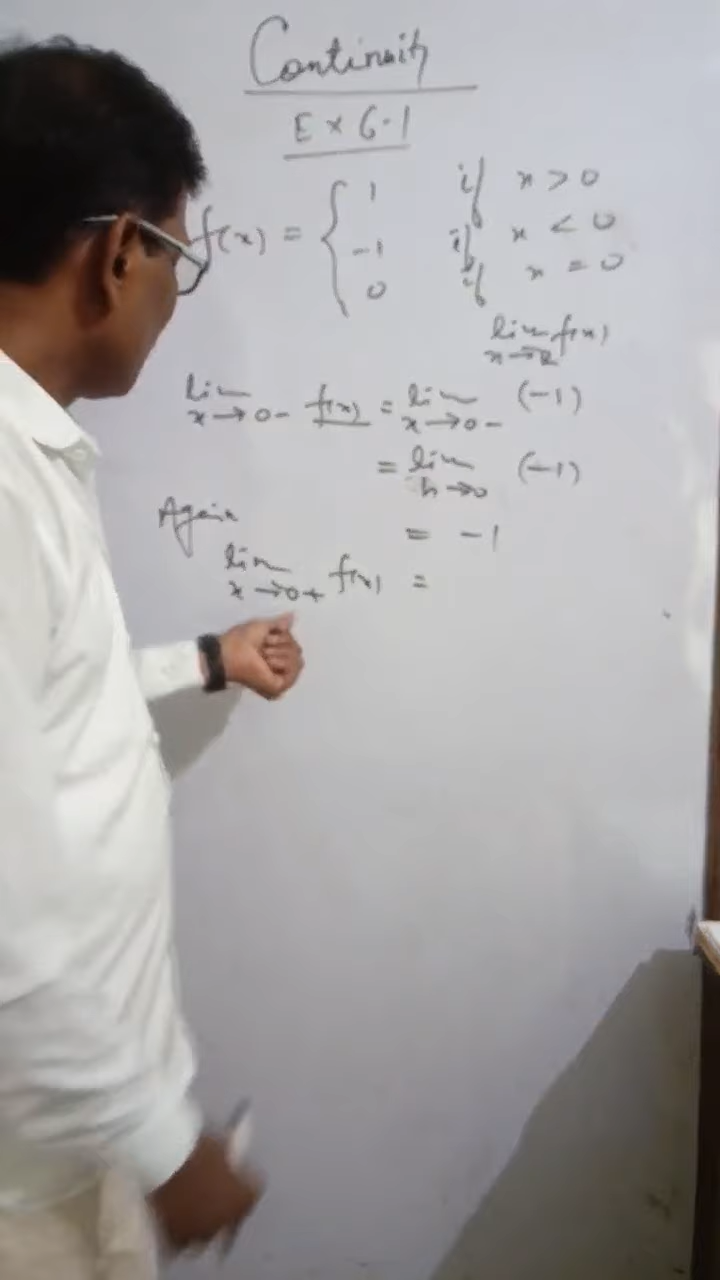 Continuity
Ex 6.1
f(x) = { 1 if x > 0
-1 if x < 0
0 if x = 0
lim x→a f(x)
lim x→0- f(x) = lim x→0- (-1)
= lim h→0 (-1)
= -1
Again
lim x→0+ f(x) =